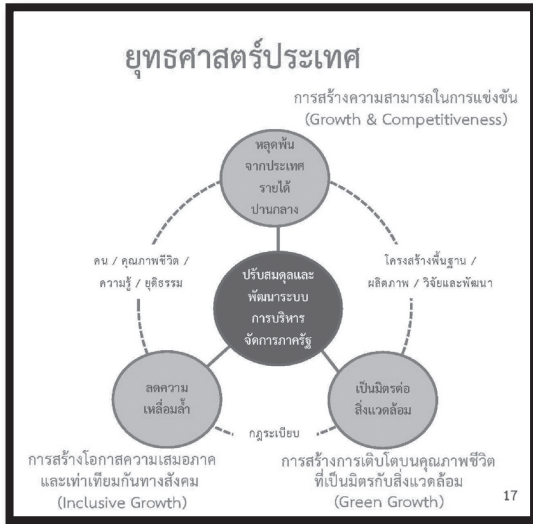 ยุทธศาสตร์ประเทศ
การสร้างความสามารถในการแข่งขัน
(Growth & Competitiveness)
หลุดพ้น
จากประเทศ
รายได้
ปานกลาง
คน / คุณภาพชีวิต /
ความรู้ / ยุติธรรม
โครงสร้างพื้นฐาน /
ผลิตภาพ / วิจัยและพัฒนา
ปรับสมดุลและ
พัฒนาระบบ
การบริหาร
จัดการภาครัฐ
ลดความ
เหลื่อมล้ำ
เป็นมิตรต่อ
สิ่งแวดล้อม
กฎระเบียบ
การสร้างโอกาสความเสมอภาค
และเท่าเทียมกันทางสังคม
(Inclusive Growth)
การสร้างการเติบโตบนคุณภาพชีวิต
ที่เป็นมิตรกับสิ่งแวดล้อม
(Green Growth)
17